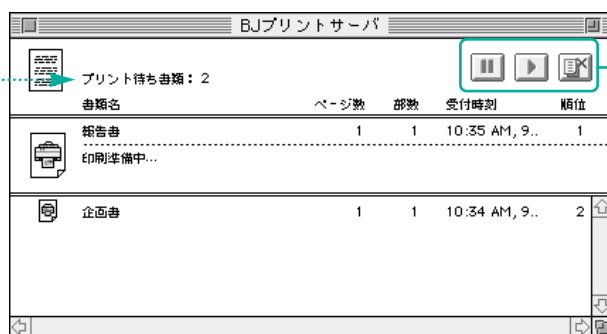 BJプリントサーバ
プリント待ち書類：2
書類名 ページ数 部数 受付時刻 順位
報告書 1 1 10:35 AM, 9.. 1
印刷準備中...
企画書 1 1 10:34 AM, 9.. 2